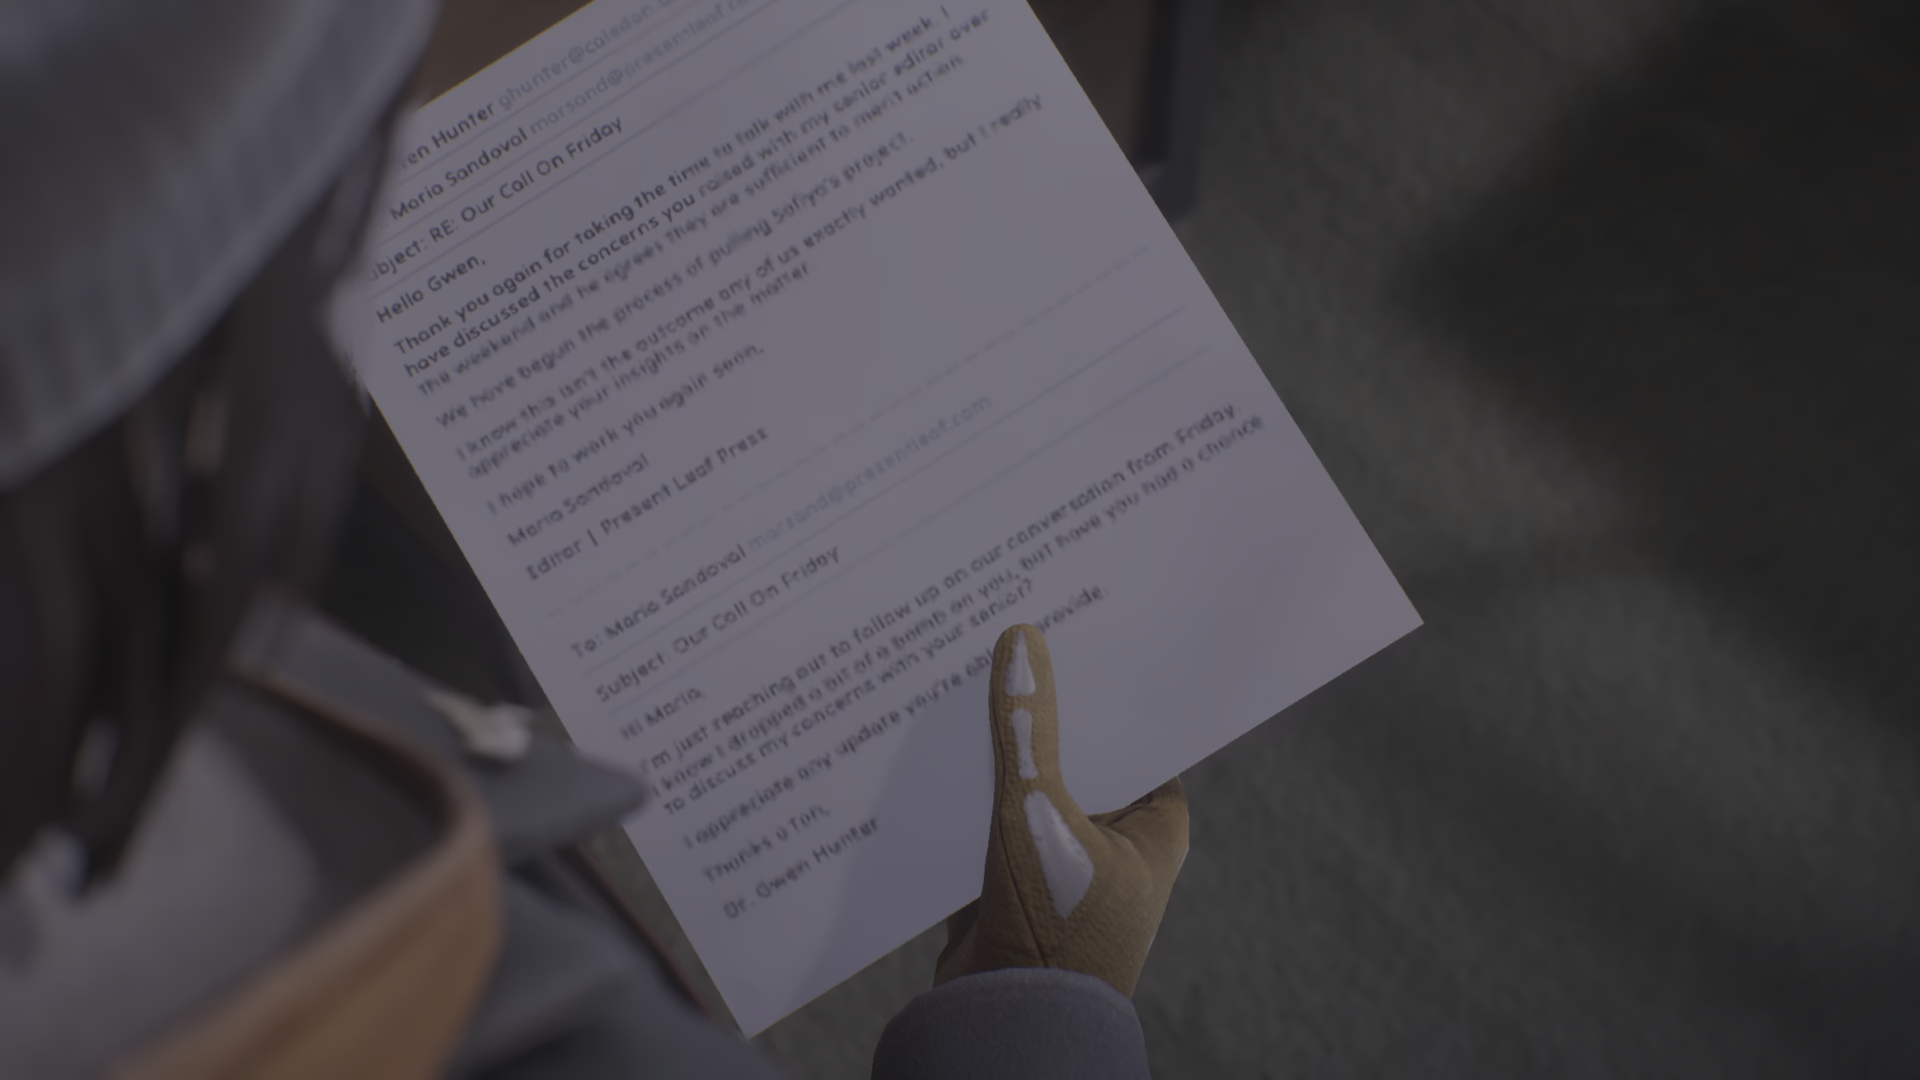 en Hunter ghunter@caledon.
Maria Sandoval marsand@presentleaf.co
bject: RE: Our Call On Friday
Hello Gwen,
Thank you again for taking the time to talk with me last week. I
have discussed the concerns you raised with my senior editor over
the weekend and he agrees they are sufficient to merit action.
We have begun the process of pulling Safiya's project.
I know this isn't the outcome any of us exactly wanted, but I really
appreciate your insights on the matter.
I hope to work you again soon,
Maria Sandoval
Editor | Present Leaf Press
To: Maria Sandoval marsand@presentleaf.com
Subject: Our Call On Friday
Hi Maria,
I'm just reaching out to follow up on our conversation from Friday.
I know I dropped a bit of a bomb on you, but have you had a chance
to discuss my concerns with your senior?
I appreciate any update you're abl provide.
Thanks a ton,
Dr. Gwen Hunter